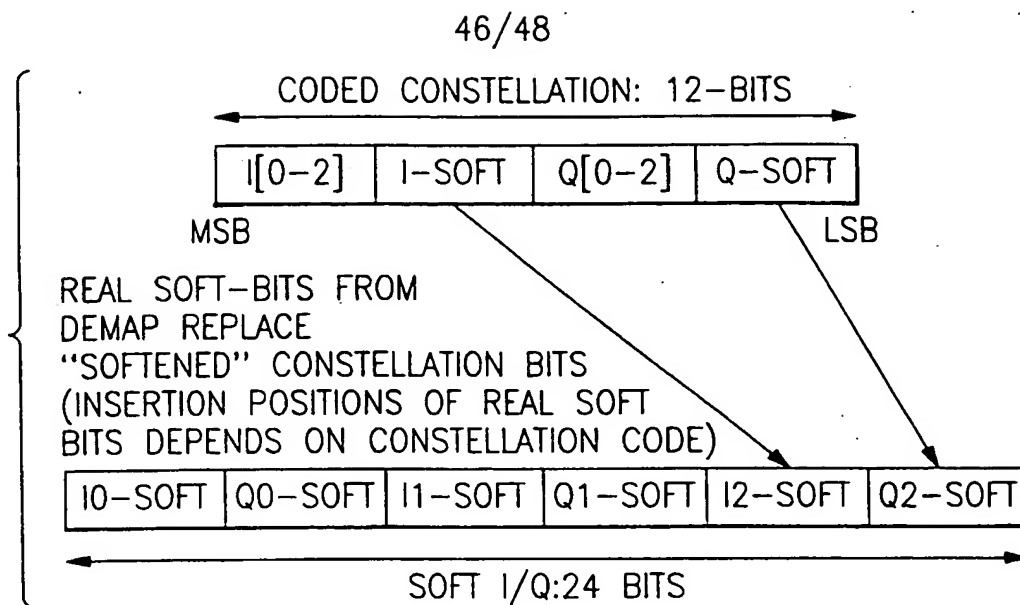 46/48
CODED CONSTELLATION: 12-BITS
I[0-2] I-SOFT Q[0-2] Q-SOFT
MSB LSB
REAL SOFT-BITS FROM
DEMAP REPLACE
“SOFTENED” CONSTELLATION BITS
(INSERTION POSITIONS OF REAL SOFT
BITS DEPENDS ON CONSTELLATION CODE)
I0-SOFT Q0-SOFT I1-SOFT Q1-SOFT I2-SOFT Q2-SOFT
SOFT I/Q:24 BITS